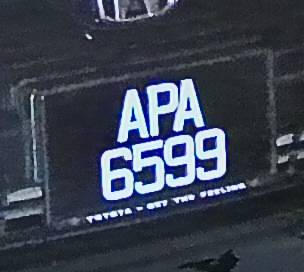 APA
6599
TOYOTA - GET THE FEELING